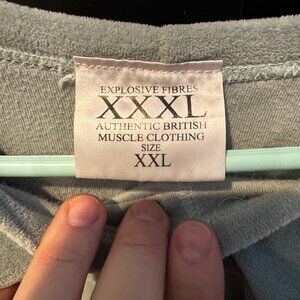 EXPLOSIVE FIBRES
XXXL
AUTHENTIC BRITISH
MUSCLE CLOTHING
SIZE
XXL